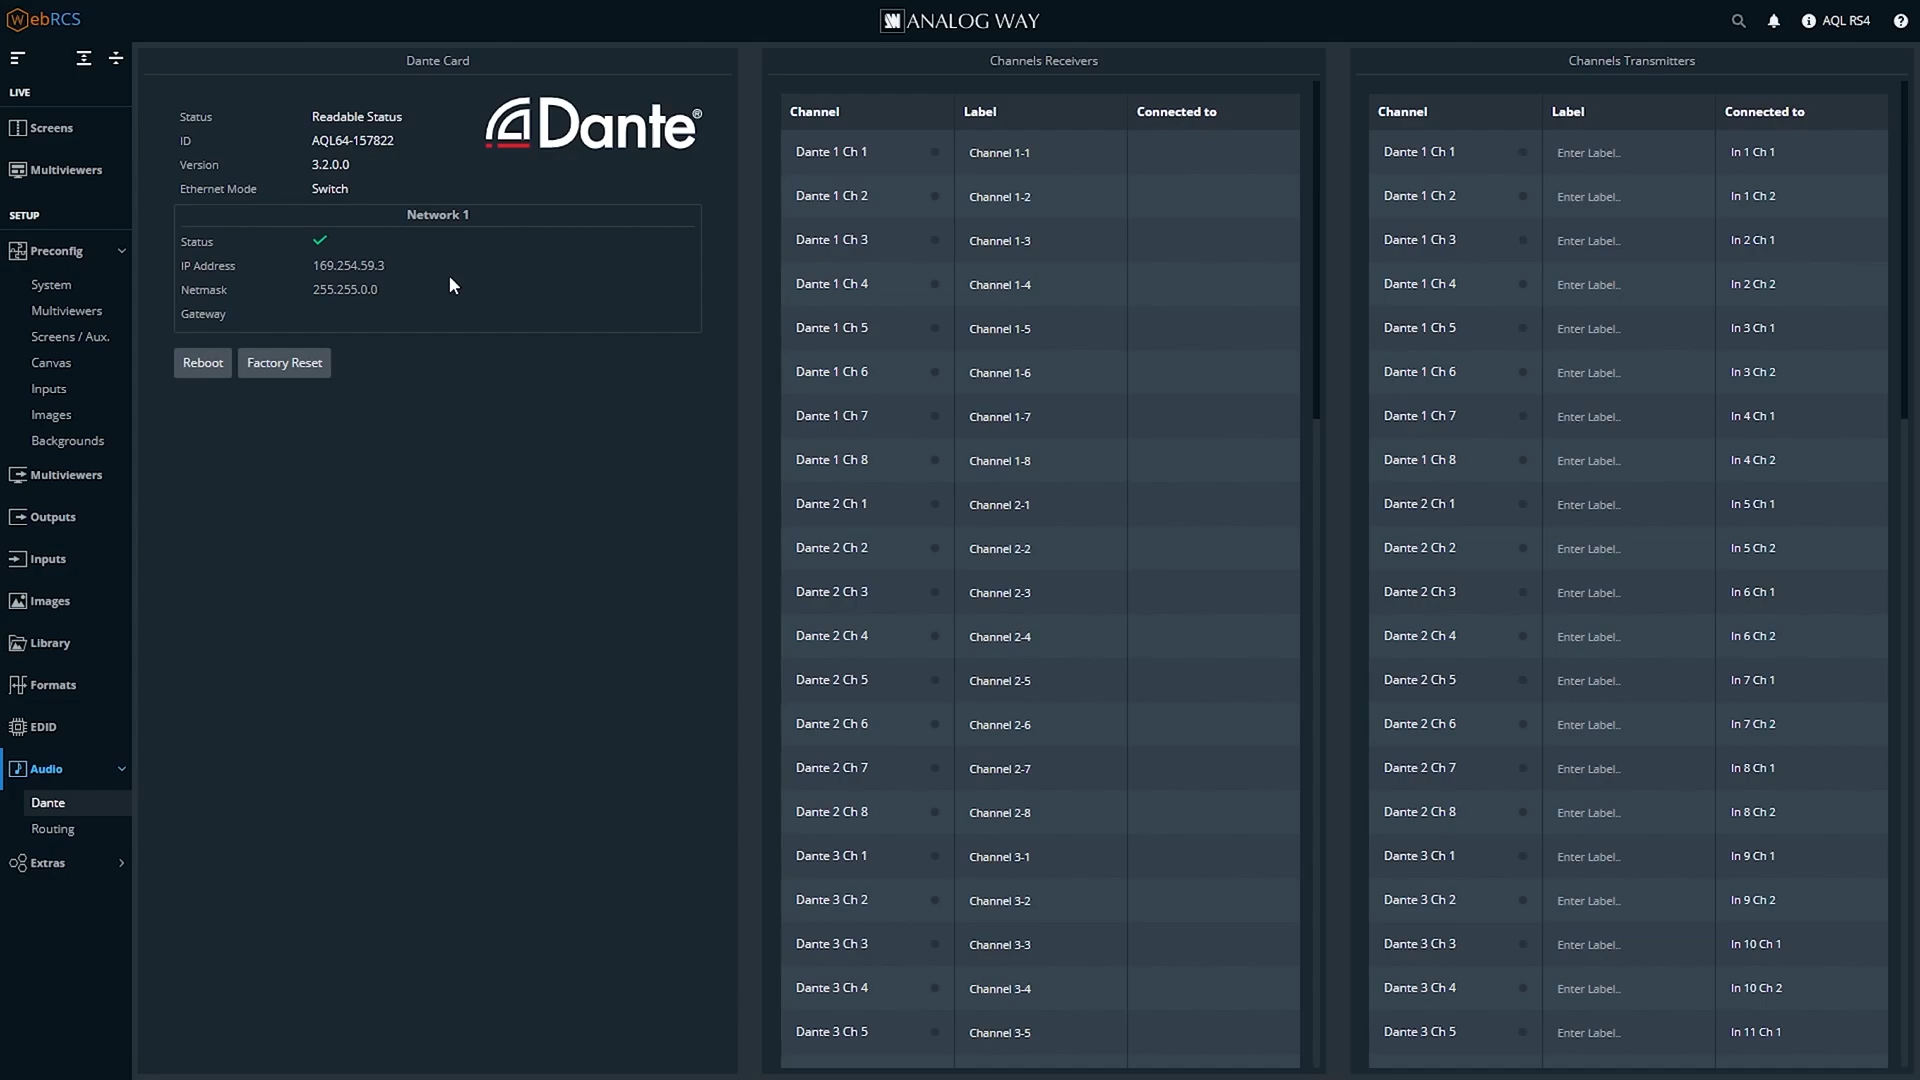 WebRCS
ANALOG WAY
AQL RS4
LIVE
Screens
Multiviewers
SETUP
Preconfig
System
Multiviewers
Screens / Aux.
Canvas
Inputs
Images
Backgrounds
Multiviewers
Outputs
Inputs
Images
Library
Formats
EDID
Audio
Dante
Routing
Extras
Dante Card
Status Readable Status
ID AQL64-157822
Version 3.2.0.0
Ethernet Mode Switch
Dante®
Network 1
Status
IP Address 169.254.59.3
Netmask 255.255.0.0
Gateway
Reboot Factory Reset
Channels Receivers
Channel Label Connected to
Dante 1 Ch 1 Channel 1-1
Dante 1 Ch 2 Channel 1-2
Dante 1 Ch 3 Channel 1-3
Dante 1 Ch 4 Channel 1-4
Dante 1 Ch 5 Channel 1-5
Dante 1 Ch 6 Channel 1-6
Dante 1 Ch 7 Channel 1-7
Dante 1 Ch 8 Channel 1-8
Dante 2 Ch 1 Channel 2-1
Dante 2 Ch 2 Channel 2-2
Dante 2 Ch 3 Channel 2-3
Dante 2 Ch 4 Channel 2-4
Dante 2 Ch 5 Channel 2-5
Dante 2 Ch 6 Channel 2-6
Dante 2 Ch 7 Channel 2-7
Dante 2 Ch 8 Channel 2-8
Dante 3 Ch 1 Channel 3-1
Dante 3 Ch 2 Channel 3-2
Dante 3 Ch 3 Channel 3-3
Dante 3 Ch 4 Channel 3-4
Dante 3 Ch 5 Channel 3-5
Channels Transmitters
Channel Label Connected to
Dante 1 Ch 1 Enter Label.. In 1 Ch 1
Dante 1 Ch 2 Enter Label.. In 1 Ch 2
Dante 1 Ch 3 Enter Label.. In 2 Ch 1
Dante 1 Ch 4 Enter Label.. In 2 Ch 2
Dante 1 Ch 5 Enter Label.. In 3 Ch 1
Dante 1 Ch 6 Enter Label.. In 3 Ch 2
Dante 1 Ch 7 Enter Label.. In 4 Ch 1
Dante 1 Ch 8 Enter Label.. In 4 Ch 2
Dante 2 Ch 1 Enter Label.. In 5 Ch 1
Dante 2 Ch 2 Enter Label.. In 5 Ch 2
Dante 2 Ch 3 Enter Label.. In 6 Ch 1
Dante 2 Ch 4 Enter Label.. In 6 Ch 2
Dante 2 Ch 5 Enter Label.. In 7 Ch 1
Dante 2 Ch 6 Enter Label.. In 7 Ch 2
Dante 2 Ch 7 Enter Label.. In 8 Ch 1
Dante 2 Ch 8 Enter Label.. In 8 Ch 2
Dante 3 Ch 1 Enter Label.. In 9 Ch 1
Dante 3 Ch 2 Enter Label.. In 9 Ch 2
Dante 3 Ch 3 Enter Label.. In 10 Ch 1
Dante 3 Ch 4 Enter Label.. In 10 Ch 2
Dante 3 Ch 5 Enter Label.. In 11 Ch 1